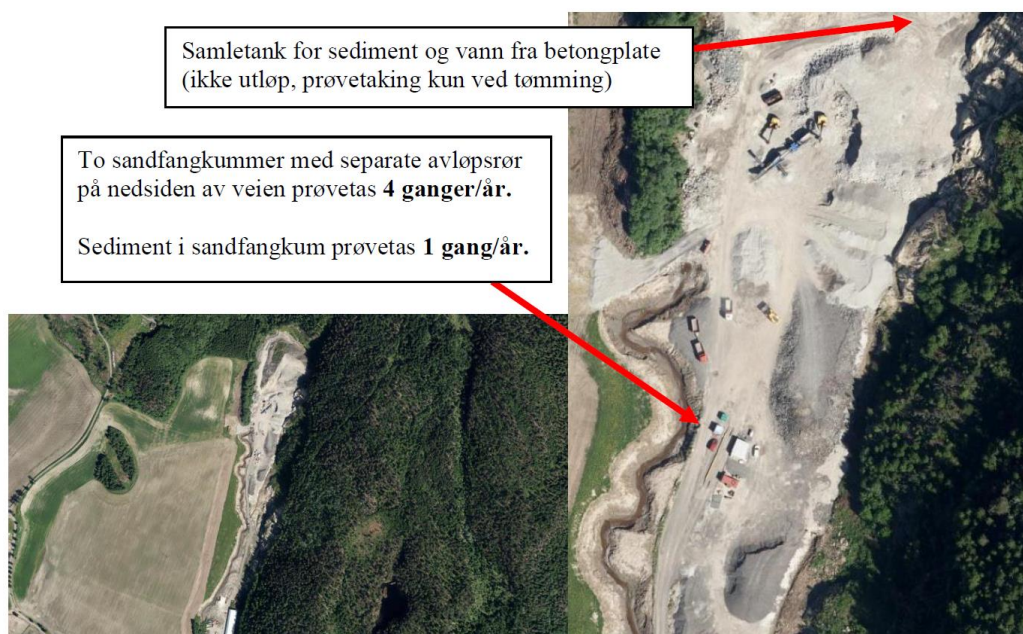 Samletank for sediment og vann fra betongplate
(ikke utløp, prøvetaking kun ved tømming)
To sandfangkummer med separate avløpsrør
på nedsiden av veien prøvetas 4 ganger/år.
Sediment i sandfangkum prøvetas 1 gang/år.